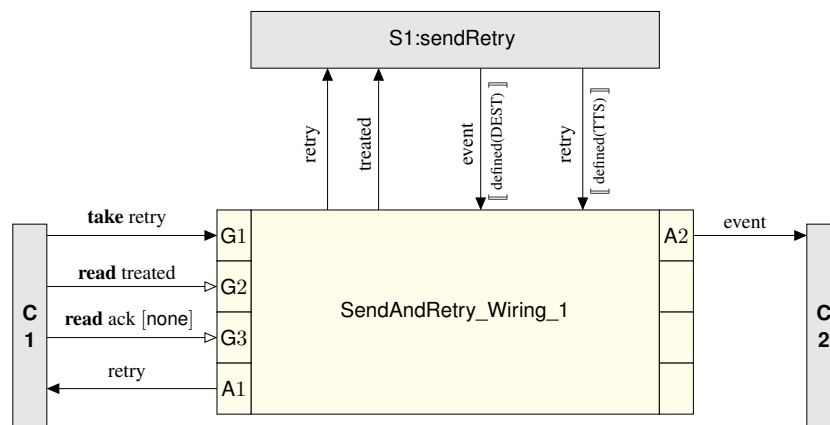 S1:sendRetry
retry
treated
event
⟦ defined(DEST) ⟧
retry
⟦ defined(TTS) ⟧
take retry
G1
A2
event
read treated
G2
C
1
SendAndRetry_Wiring_1
C
2
read ack [none]
G3
retry
A1